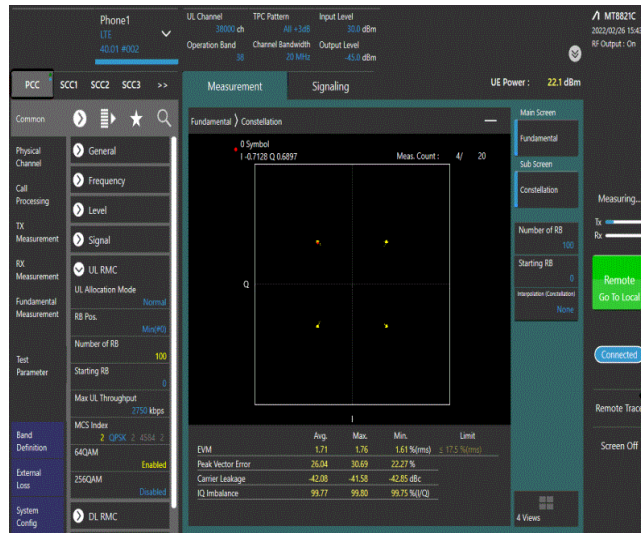 Phone1
LTE
40.01 #002
UL Channel TPC Pattern Input Level
38000 ch All +3dB 30.0 dBm
Operation Band Channel Bandwidth Output Level
38 20 MHz -45.0 dBm
MT8821C
2022/02/26 15:43
RF Output : On
PCC SCC1 SCC2 SCC3 >>
Measurement Signaling UE Power : 22.1 dBm
Common
Physical Channel
Call Processing
TX Measurement
RX Measurement
Fundamental Measurement
Test Parameter
Band Definition
External Loss
System Config
General
Frequency
Level
Signal
UL RMC
UL Allocation Mode
Normal
RB Pos.
Min(#0)
Number of RB
100
Starting RB
0
Max UL Throughput
2750 kbps
MCS Index
2 QPSK 2 4584 2
64QAM
Enabled
256QAM
Disabled
DL RMC
Fundamental 〉 Constellation
0 Symbol
I -0.7128 Q 0.6897 Meas. Count : 4/ 20
Q
I
Avg. Max. Min. Limit
EVM 1.71 1.76 1.61 %(rms) ≤ 17.5 %(rms)
Peak Vector Error 26.04 30.69 22.27 %
Carrier Leakage -42.08 -41.58 -42.85 dBc
IQ Imbalance 99.77 99.80 99.75 %(I/Q)
Main Screen
Fundamental
Sub Screen
Constellation
Number of RB
100
Starting RB
0
Interpolation (Constellation)
None
4 Views
Measuring...
Tx
Rx
Remote
Go To Local
Connected
Remote Trace
Screen Off